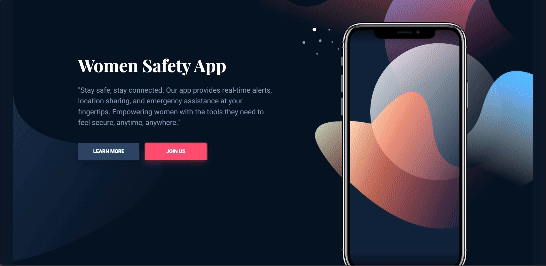 Women Safety App
"Stay safe, stay connected. Our app provides real-time alerts,
location sharing, and emergency assistance at your
fingertips. Empowering women with the tools they need to
feel secure, anytime, anywhere."
LEARN MORE
JOIN US